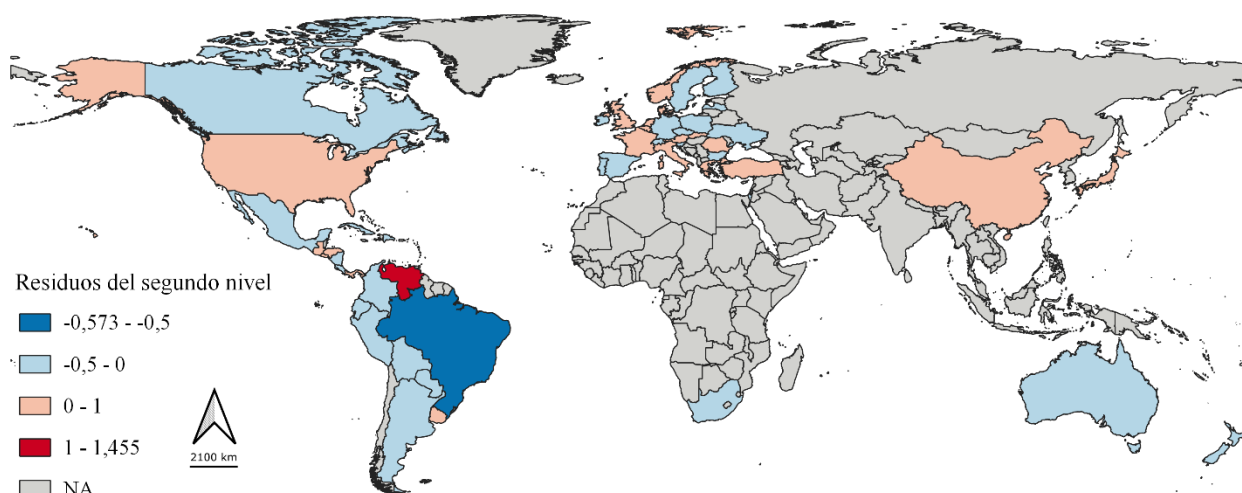 Residuos del segundo nivel
-0,573 - -0,5
-0,5 - 0
0 - 1
1 - 1,455
NA
2100 km